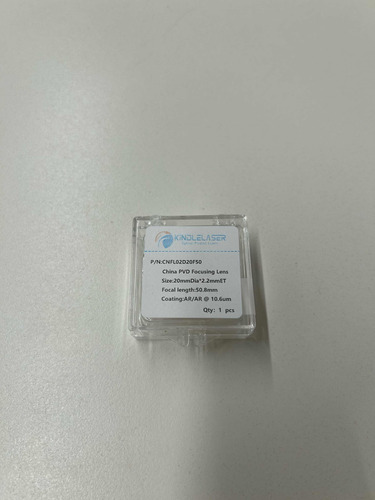 KINDLELASER
P/N:CNFL02D20F50
China PVD Focusing Lens
Size:20mmDia*2.2mmET
Focal length:50.8mm
Coating:AR/AR @ 10.6um
Qty: 1 pcs